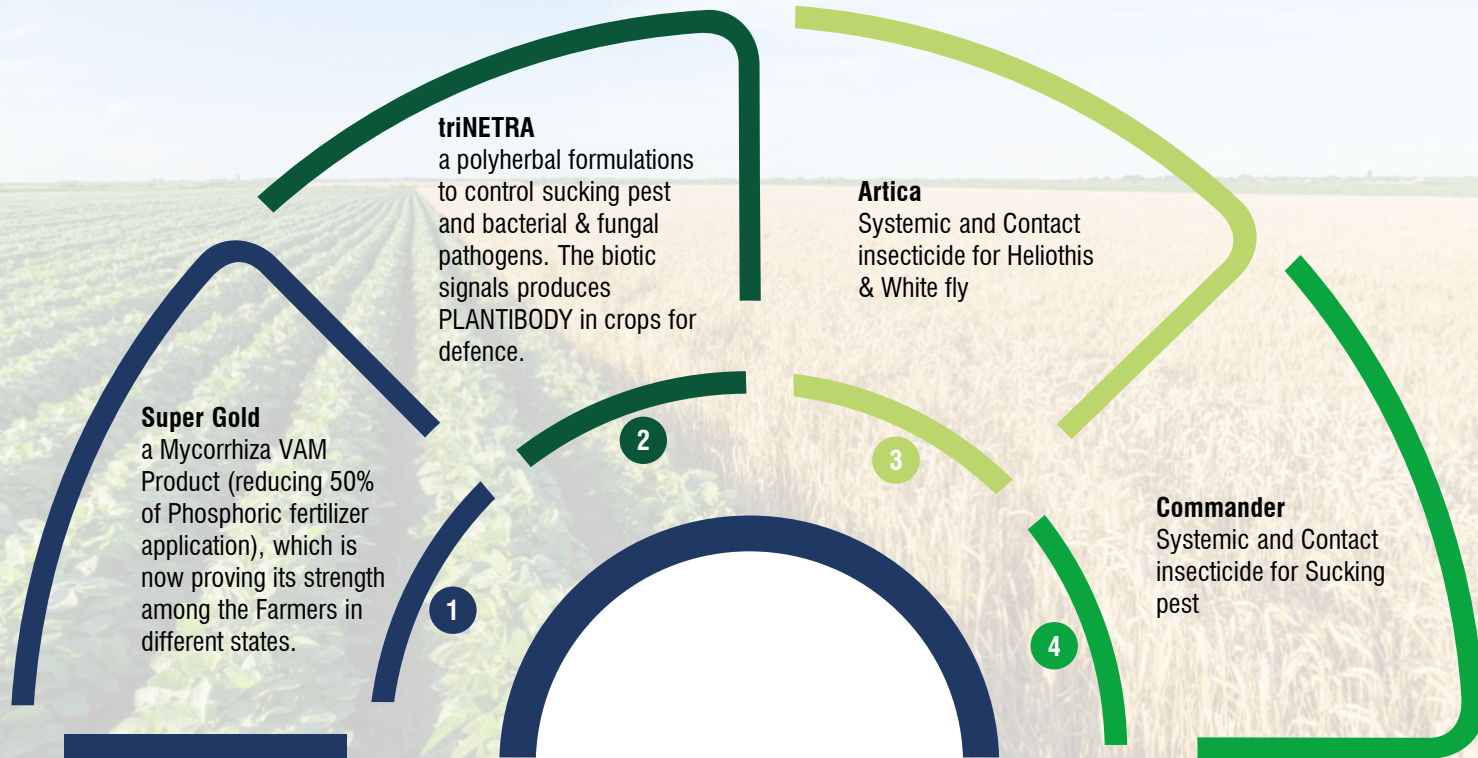 Super Gold
a Mycorrhiza VAM
Product (reducing 50%
of Phosphoric fertilizer
application), which is
now proving its strength
among the Farmers in
different states.
1
triNETRA
a polyherbal formulations
to control sucking pest
and bacterial & fungal
pathogens. The biotic
signals produces
PLANTIBODY in crops for
defence.
2
Artica
Systemic and Contact
insecticide for Heliothis
& White fly
3
Commander
Systemic and Contact
insecticide for Sucking
pest
4